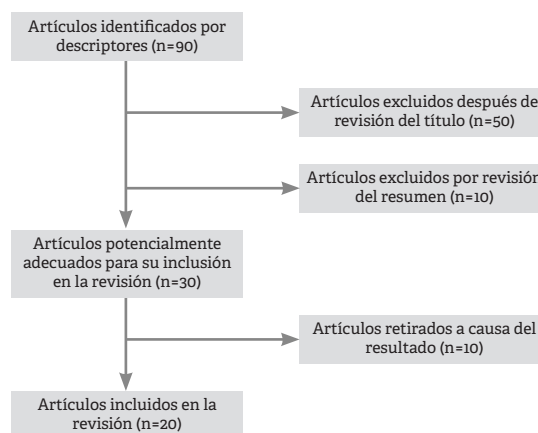 Artículos identificados por
descriptores (n=90)
Artículos excluidos después de
revisión del título (n=50)
Artículos excluidos por revisión
del resumen (n=10)
Artículos potencialmente
adecuados para su inclusión
en la revisión (n=30)
Artículos retirados a causa del
resultado (n=10)
Artículos incluidos en la
revisión (n=20)